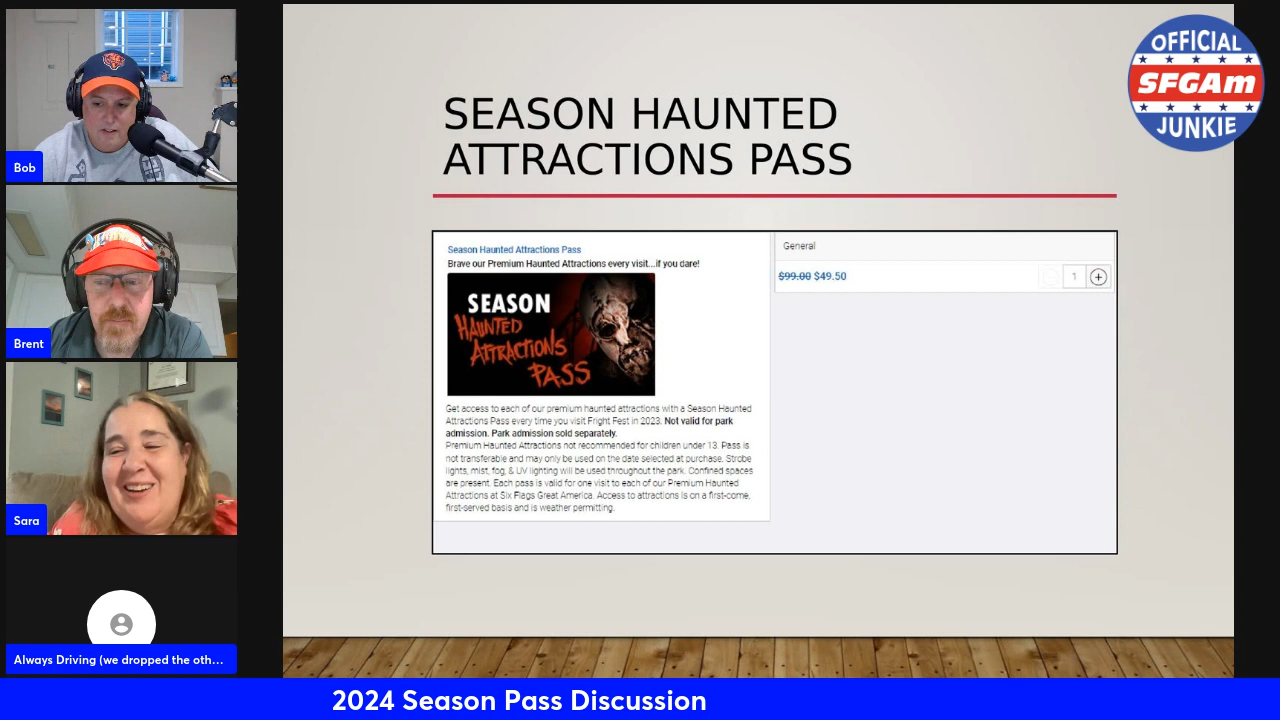 Bob
Brent
Sara
Always Driving (we dropped the oth...
OFFICIAL
SFGAm
JUNKIE
SEASON HAUNTED
ATTRACTIONS PASS
Season Haunted Attractions Pass
Brave our Premium Haunted Attractions every visit...if you dare!
SEASON
HAUNTED
ATTRACTIONS
PASS
Get access to each of our premium haunted attractions with a Season Haunted
Attractions Pass every time you visit Fright Fest in 2023. Not valid for park
admission. Park admission sold separately.
Premium Haunted Attractions not recommended for children under 13. Pass is
not transferable and may only be used on the date selected at purchase. Strobe
lights, mist, fog, & UV lighting will be used throughout the park. Confined spaces
are present. Each pass is valid for one visit to each of our Premium Haunted
Attractions at Six Flags Great America. Access to attractions is on a first-come,
first-served basis and is weather permitting.
General
$99.00 $49.50
1
2024 Season Pass Discussion